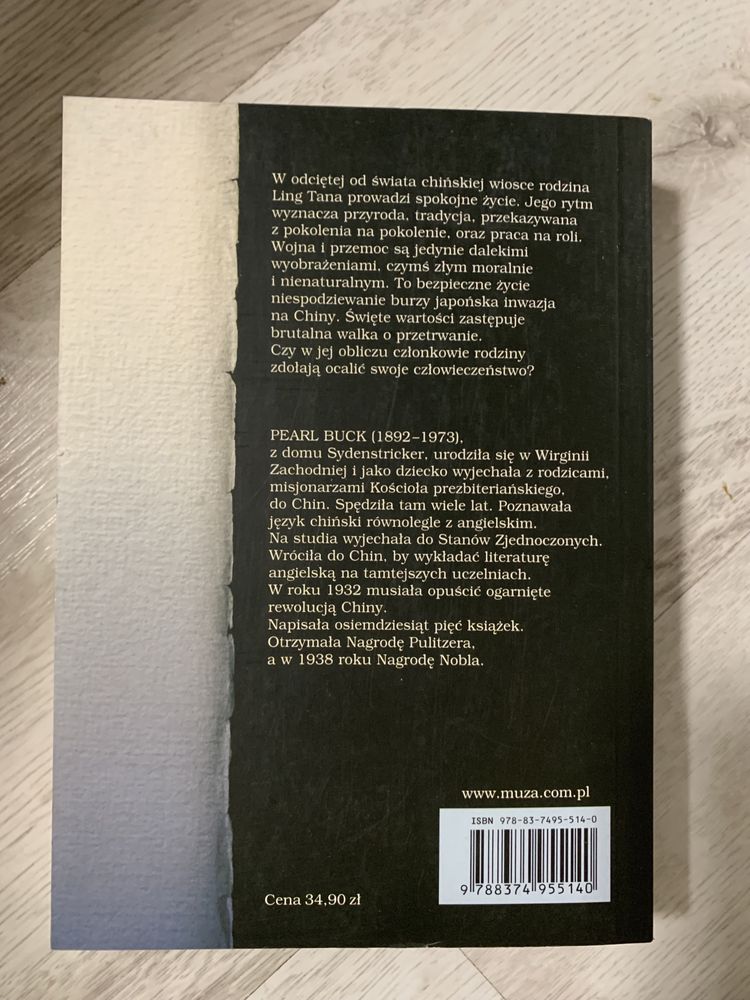 W odciętej od świata chińskiej wiosce rodzina
Ling Tana prowadzi spokojne życie. Jego rytm
wyznacza przyroda, tradycja, przekazywana
z pokolenia na pokolenie, oraz praca na roli.
Wojna i przemoc są jedynie dalekimi
wyobrażeniami, czymś złym moralnie
i nienaturalnym. To bezpieczne życie
niespodziewanie burzy japońska inwazja
na Chiny. Święte wartości zastępuje
brutalna walka o przetrwanie.
Czy w jej obliczu członkowie rodziny
zdołają ocalić swoje człowieczeństwo?
PEARL BUCK (1892–1973),
z domu Sydenstricker, urodziła się w Wirginii
Zachodniej i jako dziecko wyjechała z rodzicami,
misjonarzami Kościoła prezbiteriańskiego,
do Chin. Spędziła tam wiele lat. Poznawała
język chiński równolegle z angielskim.
Na studia wyjechała do Stanów Zjednoczonych.
Wróciła do Chin, by wykładać literaturę
angielską na tamtejszych uczelniach.
W roku 1932 musiała opuścić ogarnięte
rewolucją Chiny.
Napisała osiemdziesiąt pięć książek.
Otrzymała Nagrodę Pulitzera,
a w 1938 roku Nagrodę Nobla.
www.muza.com.pl
ISBN 978-83-7495-514-0
9 788374 955140
Cena 34,90 zł